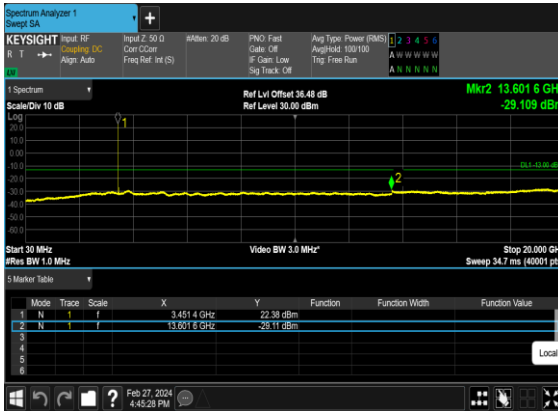 Spectrum Analyzer 1
Swept SA
+
KEYSIGHT Input: RF Input Z: 50 Ω #Atten: 20 dB PNO: Fast Avg Type: Power (RMS) 1 2 3 4 5 6
R T Coupling: DC Corr CCorr Gate: Off Avg|Hold: 100/100 A W W W W W
Align: Auto Freq Ref: Int (S) IF Gain: Low Trig: Free Run
Sig Track: Off A N N N N N
1 Spectrum
Scale/Div 10 dB
Ref Lvl Offset 36.48 dB
Ref Level 30.00 dBm
Mkr2 13.601 6 GH
-29.109 dBr
Log
20.0
10.0
0.00
-10.0
-20.0
-30.0
-40.0
-50.0
-60.0
1
2
DL1 -13.00 dB
Start 30 MHz Video BW 3.0 MHz* Stop 20.000 GH
#Res BW 1.0 MHz Sweep 34.7 ms (40001 pt
5 Marker Table
Mode Trace Scale X Y Function Function Width Function Value
1 N 1 f 3.451 4 GHz 22.38 dBm
2 N 1 f 13.601 6 GHz -29.11 dBm
3
4
5
6
Local
?
Feb 27, 2024
4:45:28 PM